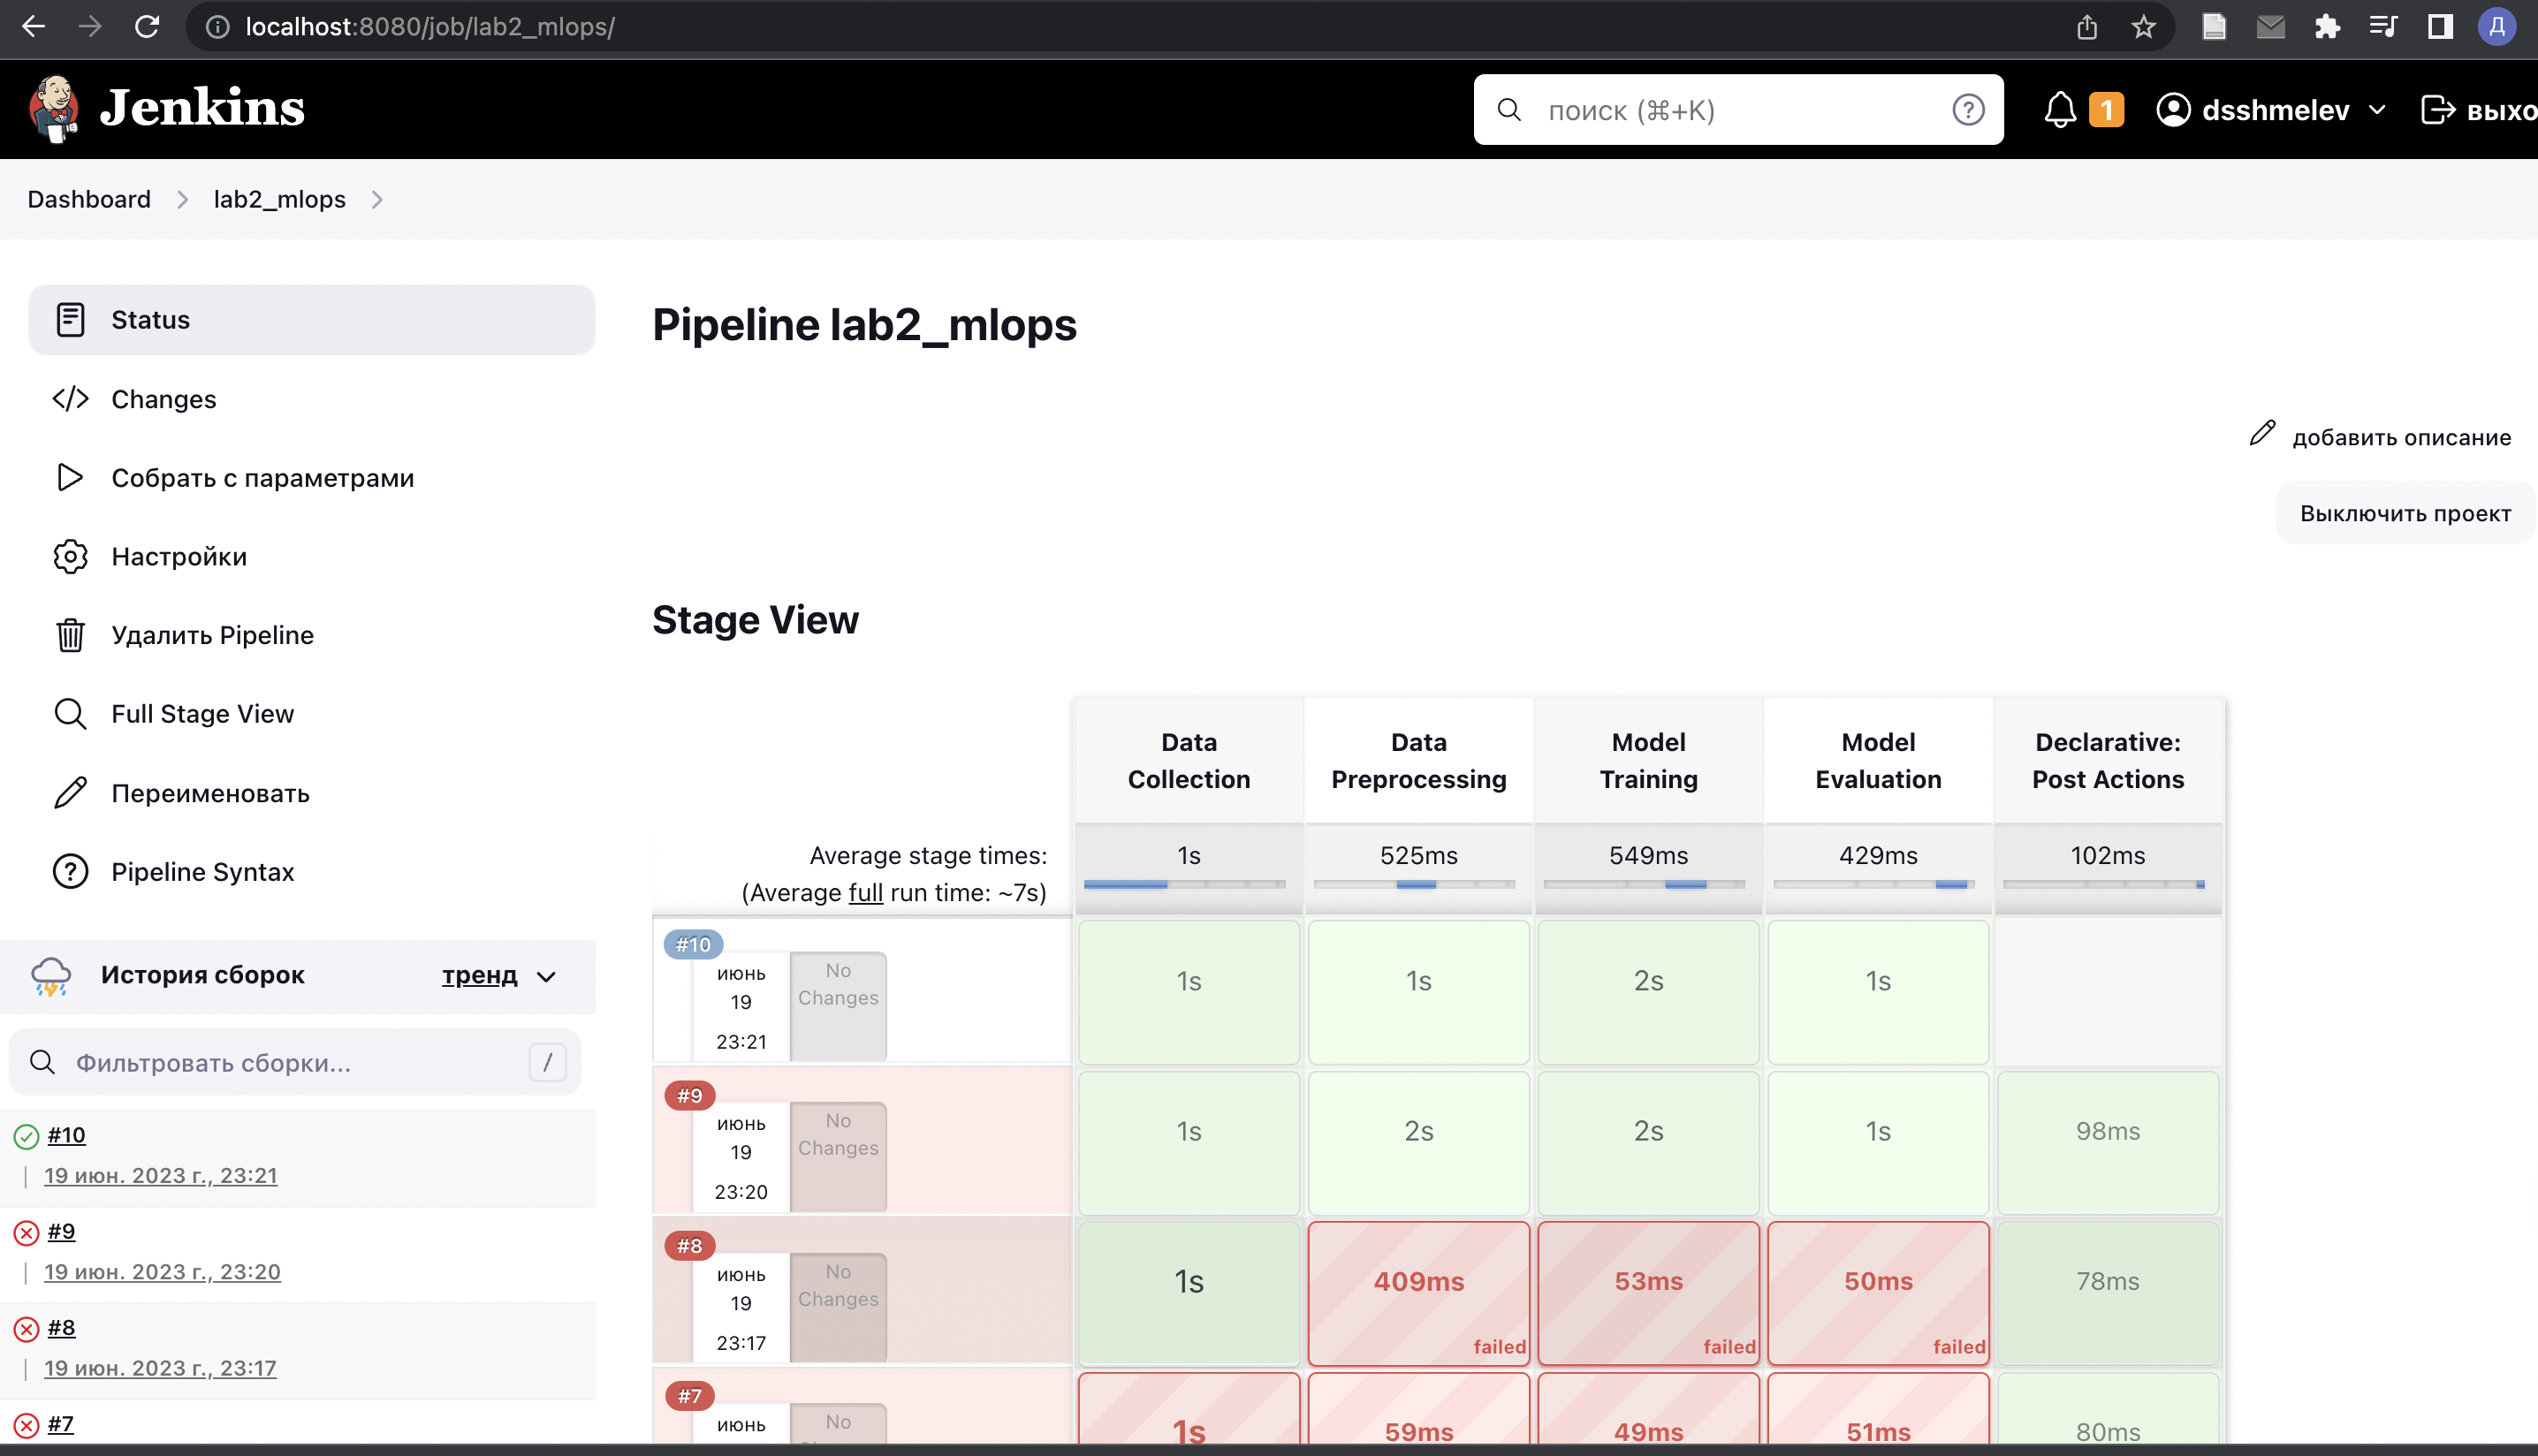 localhost:8080/job/lab2_mlops/
Д
Jenkins
поиск (⌘+K)
1
dsshmelev
выхо
Dashboard
lab2_mlops
Status
Changes
Собрать с параметрами
Настройки
Удалить Pipeline
Full Stage View
Переименовать
Pipeline Syntax
История сборок
тренд
Фильтровать сборки...
/
#10
19 июн. 2023 г., 23:21
#9
19 июн. 2023 г., 23:20
#8
19 июн. 2023 г., 23:17
#7
Pipeline lab2_mlops
добавить описание
Выключить проект
Stage View
Data Collection
Data Preprocessing
Model Training
Model Evaluation
Declarative: Post Actions
Average stage times:
(Average full run time: ~7s)
1s
525ms
549ms
429ms
102ms
#10
июнь
19
23:21
No
Changes
1s
1s
2s
1s
#9
июнь
19
23:20
No
Changes
1s
2s
2s
1s
98ms
#8
июнь
19
23:17
No
Changes
1s
409ms
failed
53ms
failed
50ms
failed
78ms
#7
июнь
No
1s
59ms
49ms
51ms
80ms